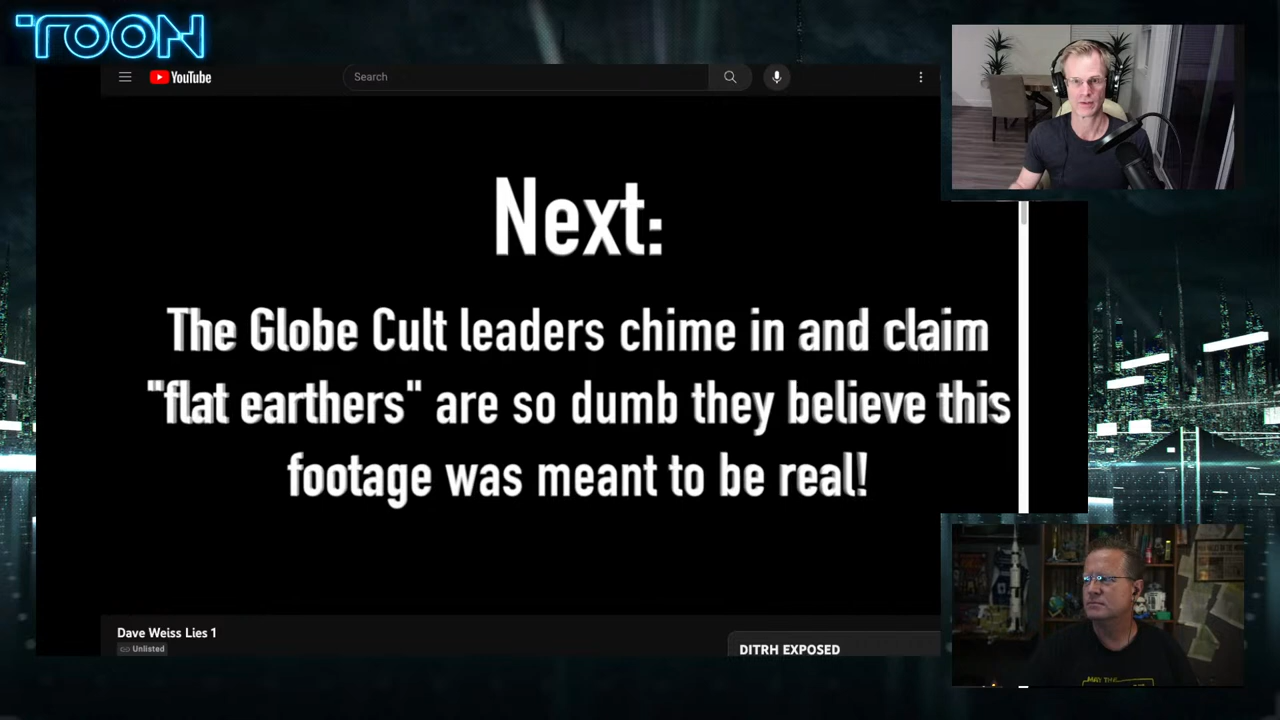 TOON
YouTube
Search
Next:
The Globe Cult leaders chime in and claim
"flat earthers" are so dumb they believe this
footage was meant to be real!
Dave Weiss Lies 1
Unlisted
DITRH EXPOSED